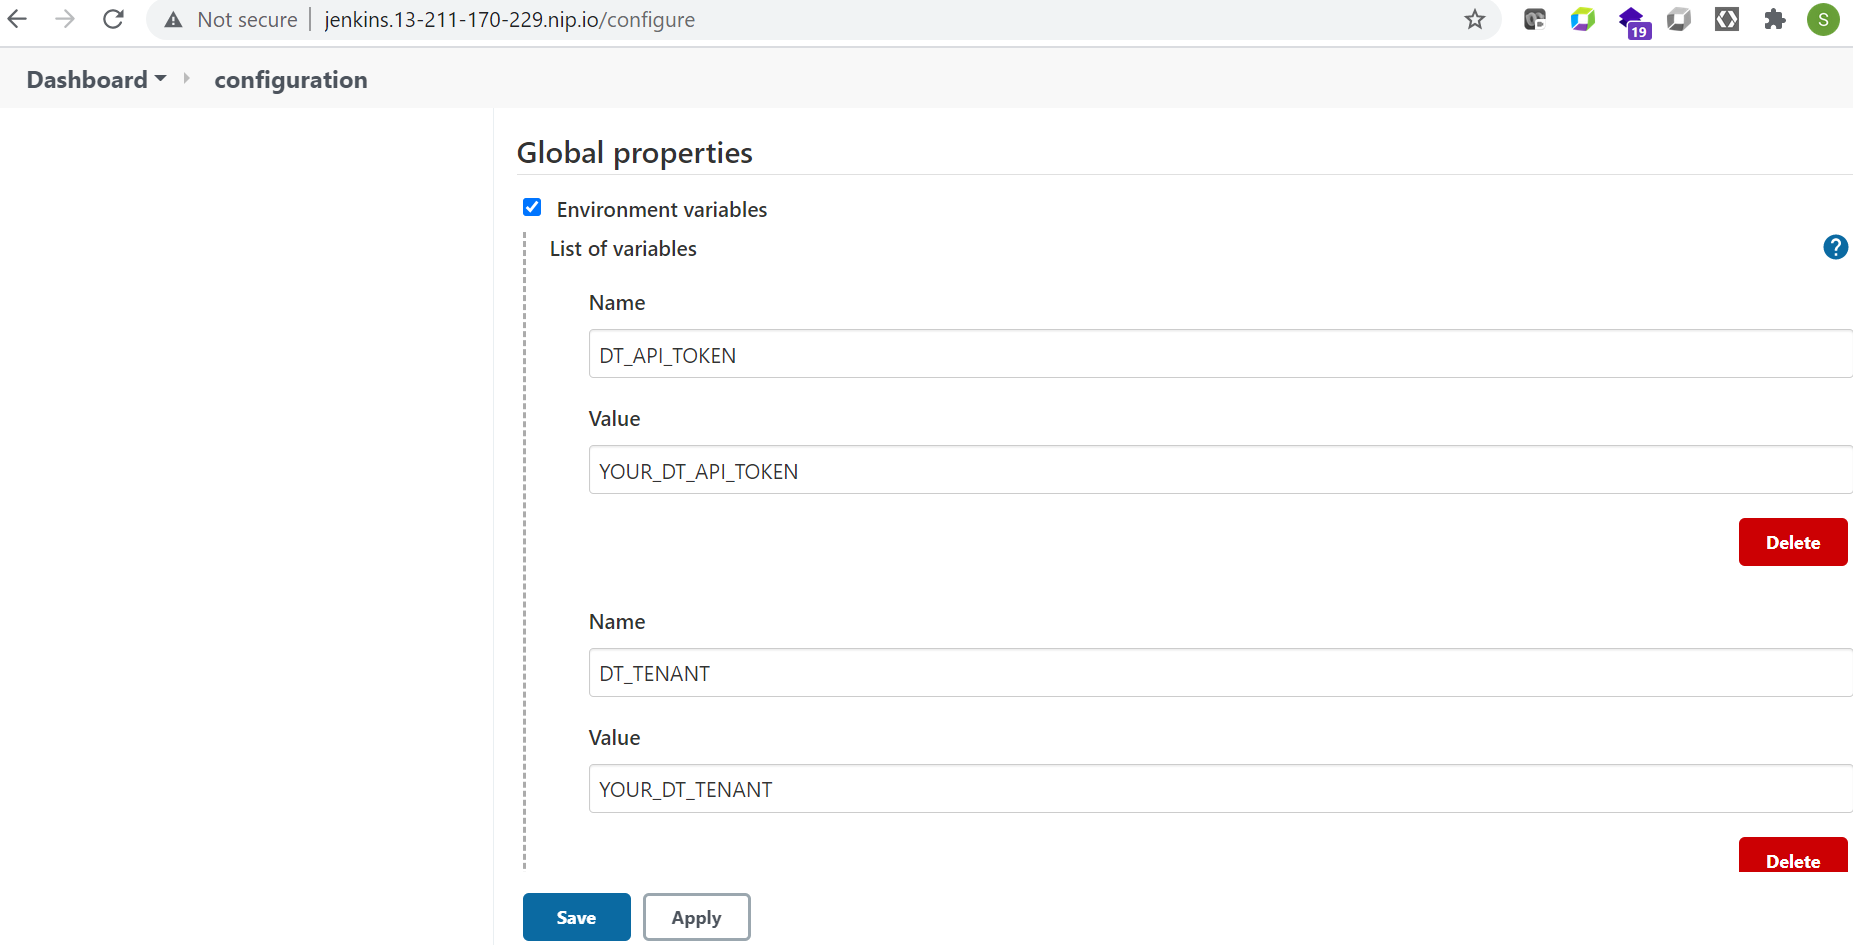 Not secure
jenkins.13-211-170-229.nip.io/configure
19
S
Dashboard
configuration
Global properties
Environment variables
List of variables
?
Name
DT_API_TOKEN
Value
YOUR_DT_API_TOKEN
Delete
Name
DT_TENANT
Value
YOUR_DT_TENANT
Delete
Save
Apply